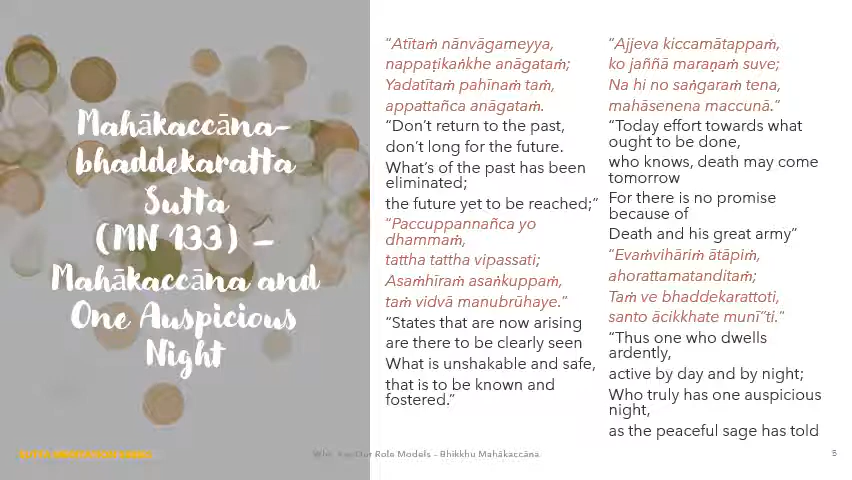 Mahākaccāna-
bhaddekaratta
Sutta
(MN 133) –
Mahākaccāna and
One Auspicious
Night
“Atītaṁ nānvāgameyya,
nappaṭikaṅkhe anāgataṁ;
Yadatītaṁ pahīnaṁ taṁ,
appattañca anāgataṁ.
“Don’t return to the past,
don’t long for the future.
What’s of the past has been
eliminated;
the future yet to be reached;”
“Paccuppannañca yo
dhammaṁ,
tattha tattha vipassati;
Asaṁhīraṁ asaṅkuppaṁ,
taṁ vidvā manubrūhaye.”
“States that are now arising
are there to be clearly seen
What is unshakable and safe,
that is to be known and
fostered.”
“Ajjeva kiccamātappaṁ,
ko jaññā maraṇaṁ suve;
Na hi no saṅgaraṁ tena,
mahāsenena maccunā.”
“Today effort towards what
ought to be done,
who knows, death may come
tomorrow
For there is no promise
because of
Death and his great army”
“Evaṁvihāriṁ ātāpiṁ,
ahorattamatanditaṁ;
Taṁ ve bhaddekarattoti,
santo ācikkhate munī”ti.”
“Thus one who dwells
ardently,
active by day and by night;
Who truly has one auspicious
night,
as the peaceful sage has told
Our Role Models – Bhikkhu Mahākaccāna
5